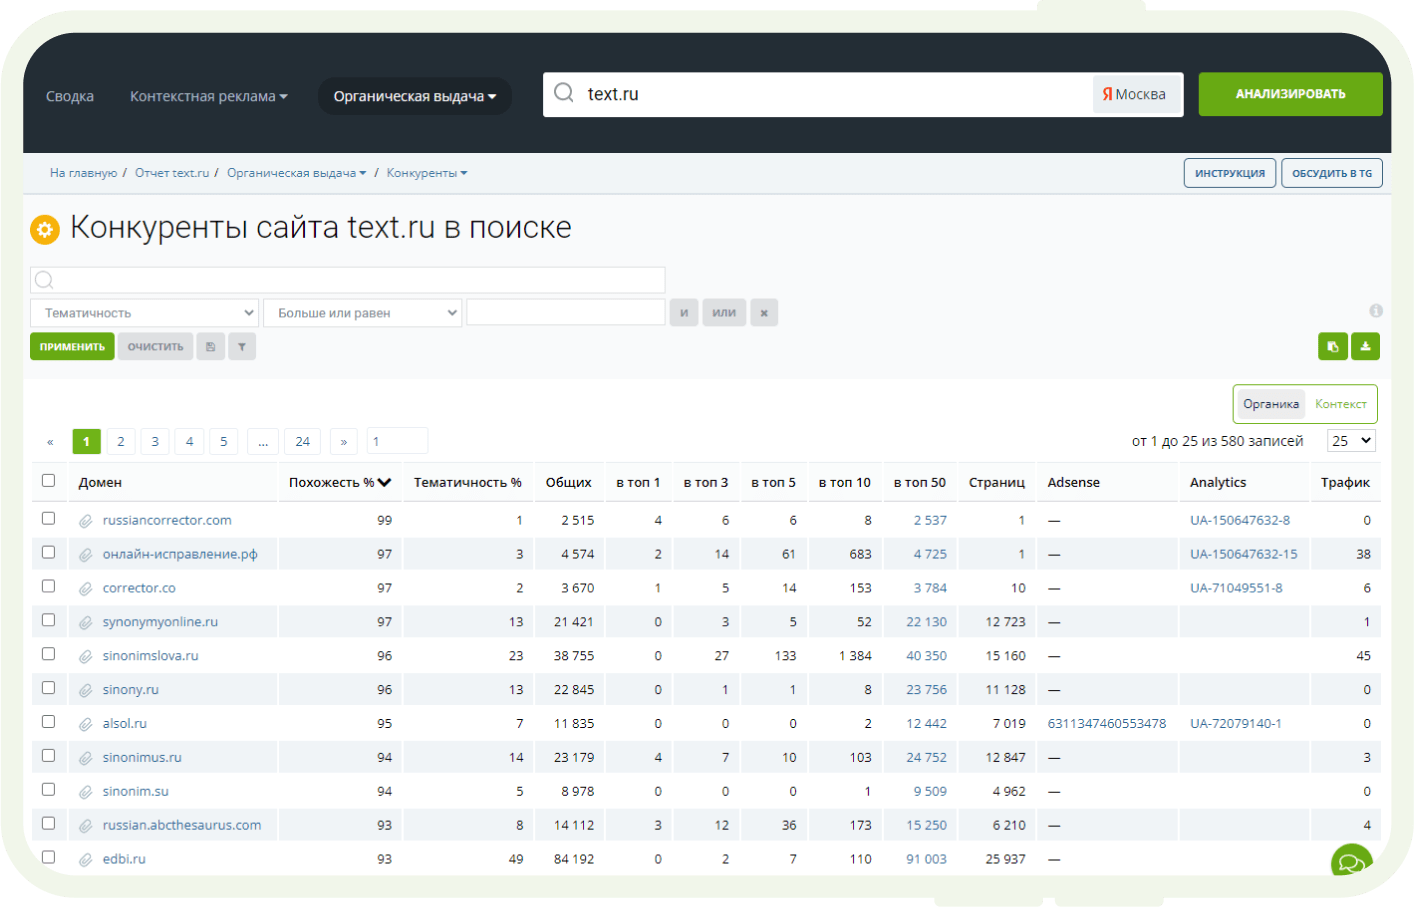 Сводка Контекстная реклама Органическая выдача text.ru Я Москва АНАЛИЗИРОВАТЬ
На главную / Отчет text.ru / Органическая выдача / Конкуренты ИНСТРУКЦИЯ ОБСУДИТЬ В TG
Конкуренты сайта text.ru в поиске
Тематичность Больше или равен И ИЛИ ×
ПРИМЕНИТЬ ОЧИСТИТЬ
Органика Контекст
« 1 2 3 4 5 ... 24 » 1 от 1 до 25 из 580 записей 25
Домен Похожесть % Тематичность % Общих в топ 1 в топ 3 в топ 5 в топ 10 в топ 50 Страниц Adsense Analytics Трафик
russiancorrector.com 99 1 2 515 4 6 6 8 2 537 1 — UA-150647632-8 0
онлайн-исправление.рф 97 3 4 574 2 14 61 683 4 725 1 — UA-150647632-15 38
corrector.co 97 2 3 670 1 5 14 153 3 784 10 — UA-71049551-8 6
synonymyonline.ru 97 13 21 421 0 3 5 52 22 130 12 723 — 1
sinonimslova.ru 96 23 38 755 0 27 133 1 384 40 350 15 160 — 45
sinony.ru 96 13 22 845 0 1 1 8 23 756 11 128 — 0
alsol.ru 95 7 11 835 0 0 0 2 12 442 7 019 6311347460553478 UA-72079140-1 0
sinonimus.ru 94 14 23 179 4 7 10 103 24 752 12 847 — 3
sinonim.su 94 5 8 978 0 0 0 1 9 509 4 962 — 0
russian.abcthesaurus.com 93 8 14 112 3 12 36 173 15 250 6 210 — 4
edbi.ru 93 49 84 192 0 2 7 110 91 003 25 937 —